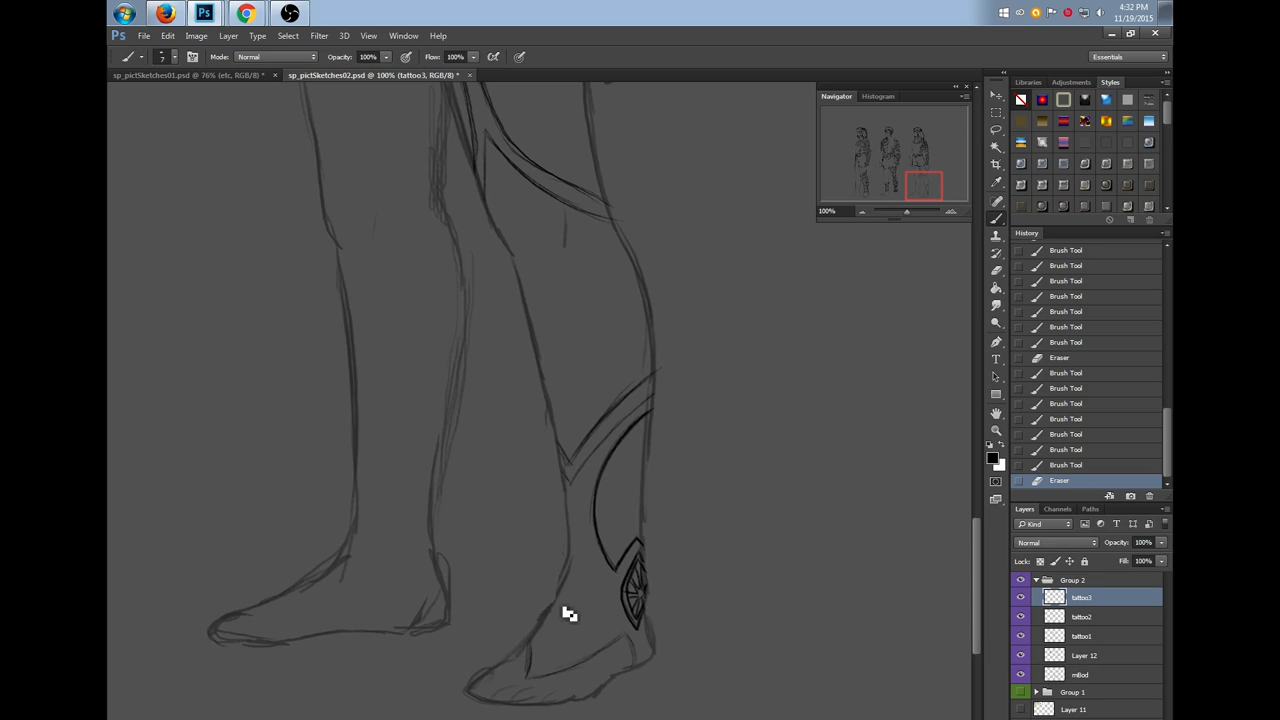 4:32 PM
11/19/2015
Ps File Edit Image Layer Type Select Filter 3D View Window Help
7 Mode: Normal Opacity: 100% Flow: 100% Essentials
sp_pictSketches01.psd @ 76% (etc, RGB/8) * × sp_pictSketches02.psd @ 100% (tattoo3, RGB/8) * ×
Navigator Histogram
100%
Libraries Adjustments Styles
History
Brush Tool
Brush Tool
Brush Tool
Brush Tool
Brush Tool
Brush Tool
Brush Tool
Eraser
Brush Tool
Brush Tool
Brush Tool
Brush Tool
Brush Tool
Brush Tool
Brush Tool
Eraser
Layers Channels Paths
Kind
Normal Opacity: 100%
Lock: Fill: 100%
Group 2
tattoo3
tattoo2
tattoo1
Layer 12
mBod
Group 1
Layer 11